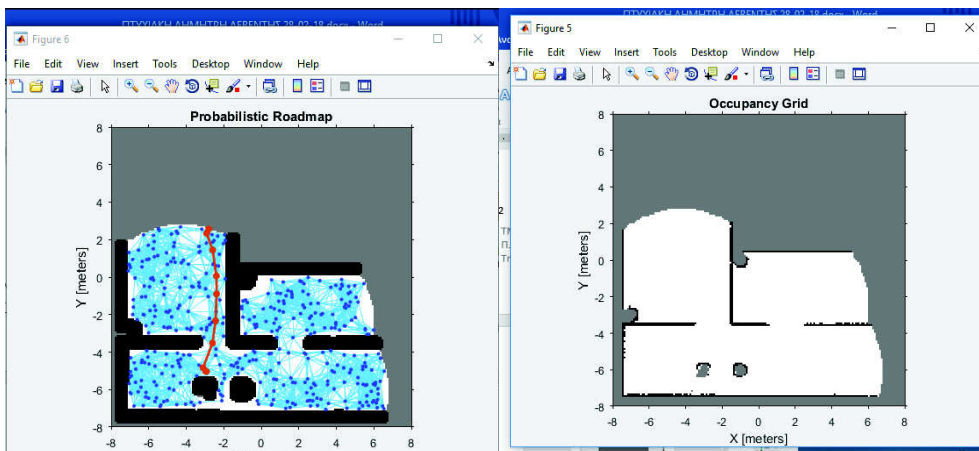 ΠΤΥΧΙΑΚΗ ΔΗΜΗΤΡΗ ΛΕΒΕΝΤΗΣ 28-02-18.docx - Word
Figure 6
File Edit View Insert Tools Desktop Window Help
Probabilistic Roadmap
8
6
4
2
0
-2
-4
-6
-8
Y [meters]
-8 -6 -4 -2 0 2 4 6 8
Figure 5
File Edit View Insert Tools Desktop Window Help
Occupancy Grid
8
6
4
2
0
-2
-4
-6
-8
Y [meters]
-8 -6 -4 -2 0 2 4 6 8
X [meters]